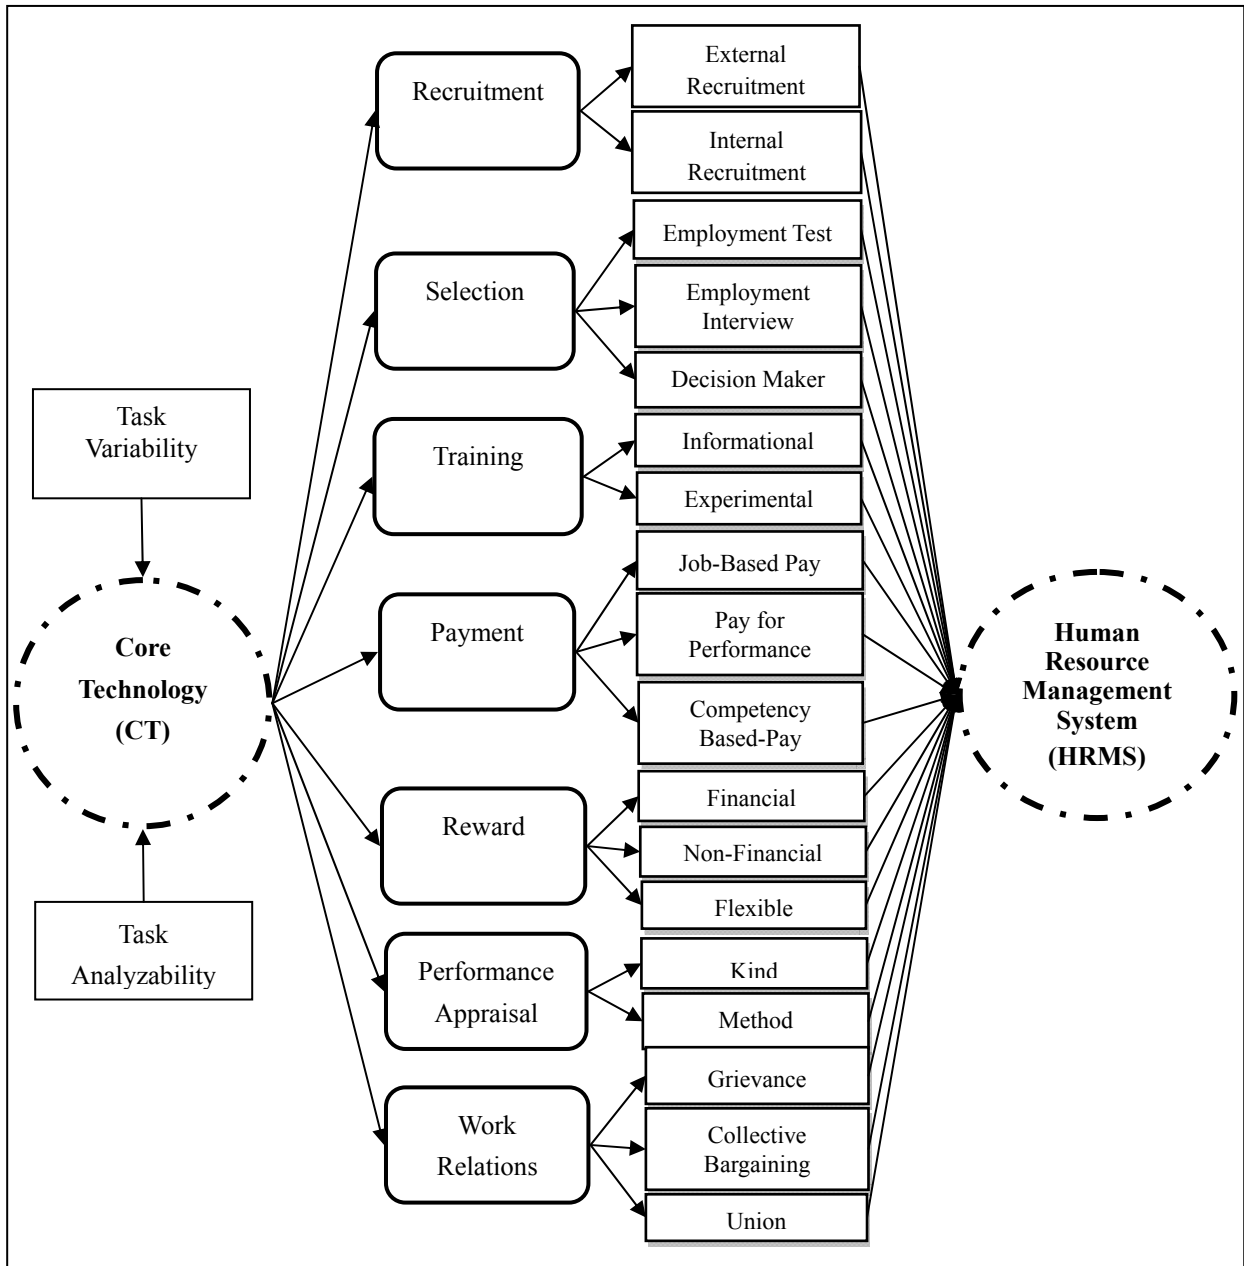 Task
Variability
Core
Technology
(CT)
Task
Analyzability
Recruitment
Selection
Training
Payment
Reward
Performance
Appraisal
Work
Relations
External
Recruitment
Internal
Recruitment
Employment Test
Employment
Interview
Decision Maker
Informational
Experimental
Job-Based Pay
Pay for
Performance
Competency
Based-Pay
Financial
Non-Financial
Flexible
Kind
Method
Grievance
Collective
Bargaining
Union
Human
Resource
Management
System
(HRMS)